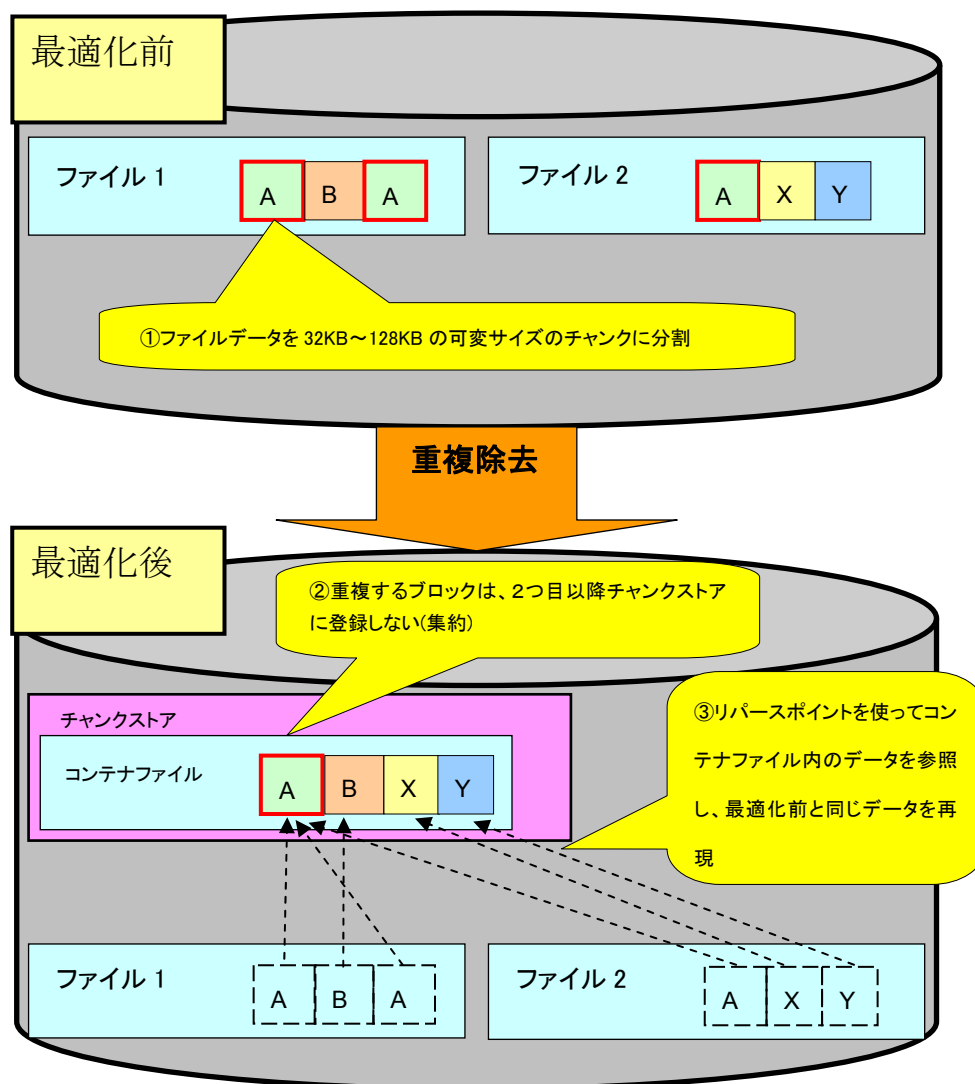 最適化前
ファイル 1
A B A
ファイル 2
A X Y
①ファイルデータを 32KB～128KB の可変サイズのチャンクに分割
重複除去
最適化後
②重複するブロックは、２つ目以降チャンクストア
に登録しない(集約)
チャンクストア
コンテナファイル
A B X Y
③リパースポイントを使ってコン
テナファイル内のデータを参照
し、最適化前と同じデータを再
現
ファイル 1
A B A
ファイル 2
A X Y